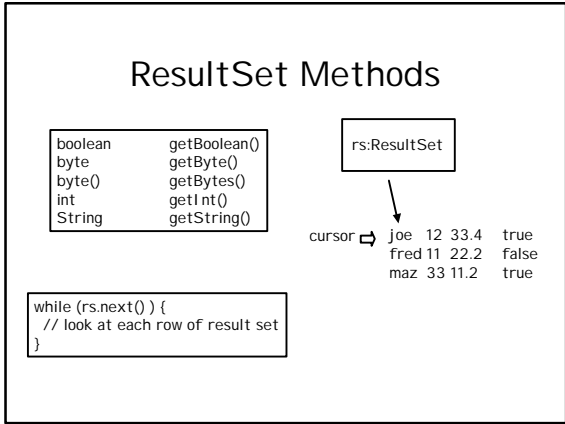 ResultSet Methods
boolean getBoolean()
byte getByte()
byte() getBytes()
int getInt()
String getString()
rs:ResultSet
cursor joe 12 33.4 true
fred 11 22.2 false
maz 33 11.2 true
while (rs.next() ) {
// look at each row of result set
}